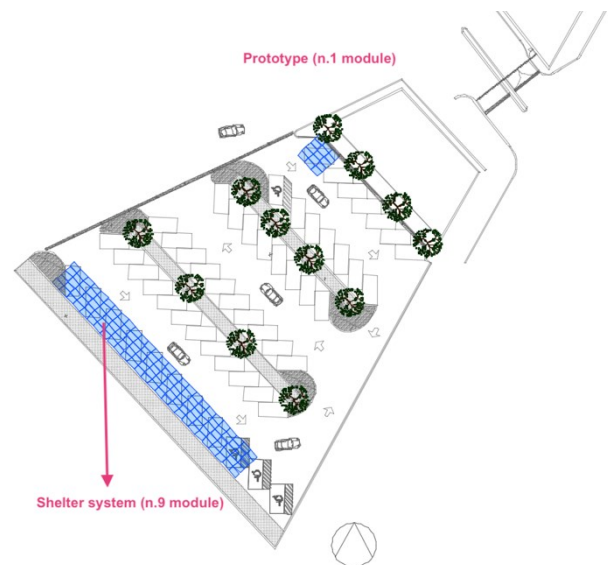 Prototype (n.1 module)
Shelter system (n.9 module)